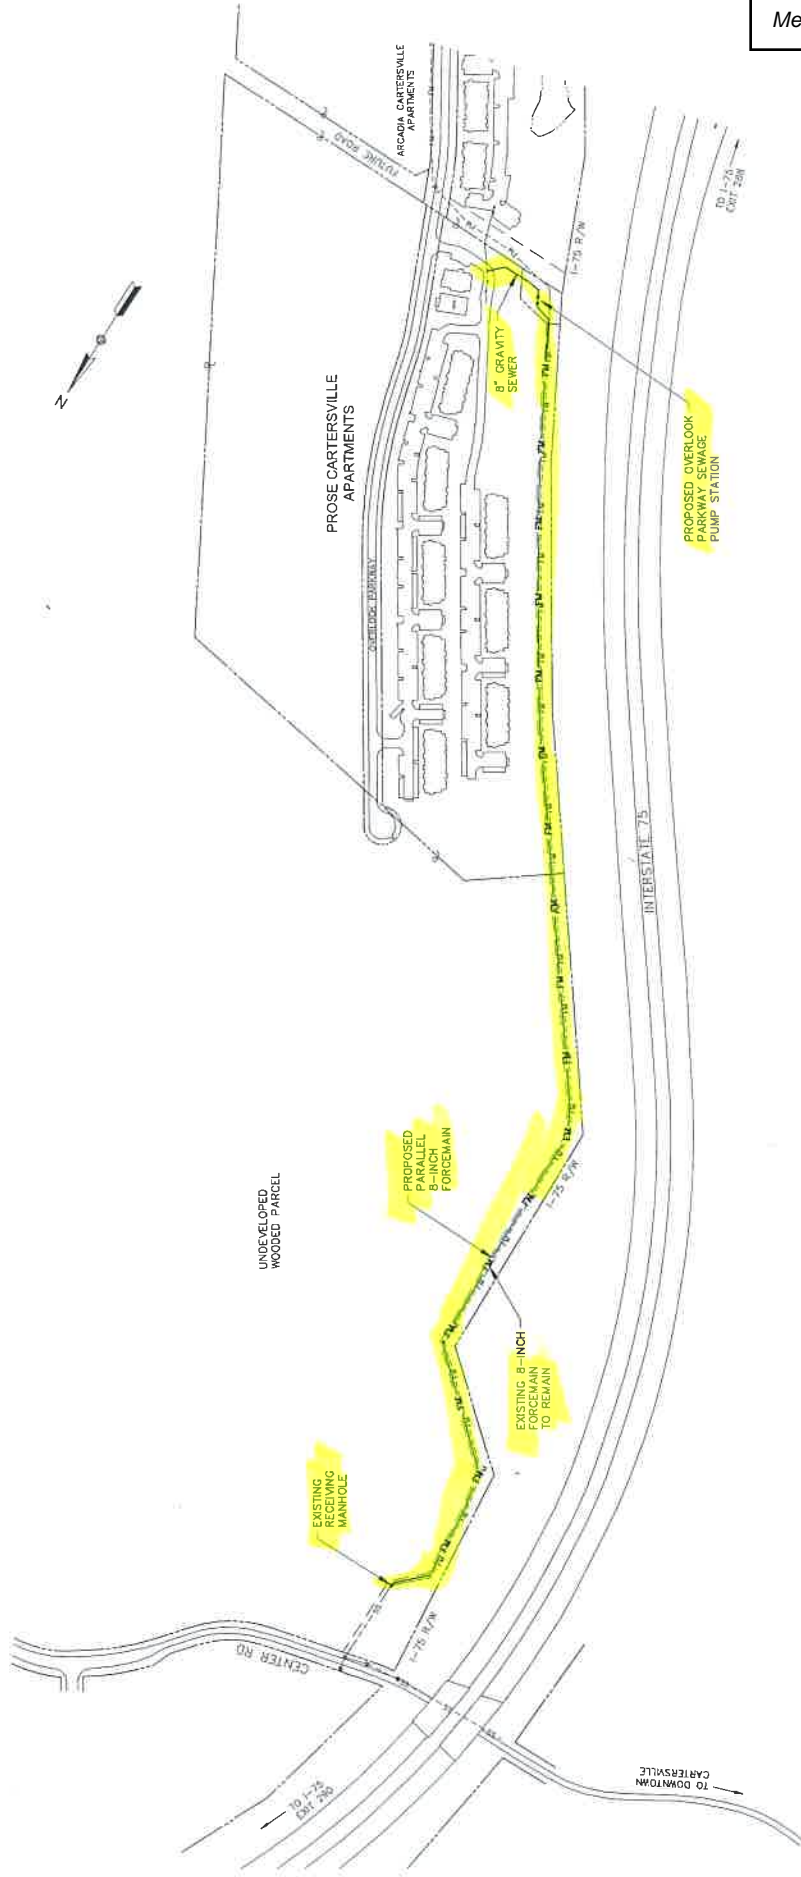 Me
ARCADIA CARTERSVILLE
APARTMENTS
FUTURE ROAD
TO I-75
I-75 R/W
N
8" GRAVITY
SEWER
PROSE CARTERSVILLE
APARTMENTS
OVERLOOK PARKWAY
PROPOSED OVERLOOK
PARKWAY SEWAGE
PUMP STATION
INTERSTATE 75
UNDEVELOPED
WOODED PARCEL
PROPOSED
PARALLEL
8-INCH
FORCEMAIN
I-75 R/W
EXISTING 8-INCH
FORCEMAIN
TO REMAIN
EXISTING
RECEIVING
MANHOLE
I-75 R/W
CENTER RD
TO I-75
EXIT 290
TO DOWNTOWN
CARTERSVILLE